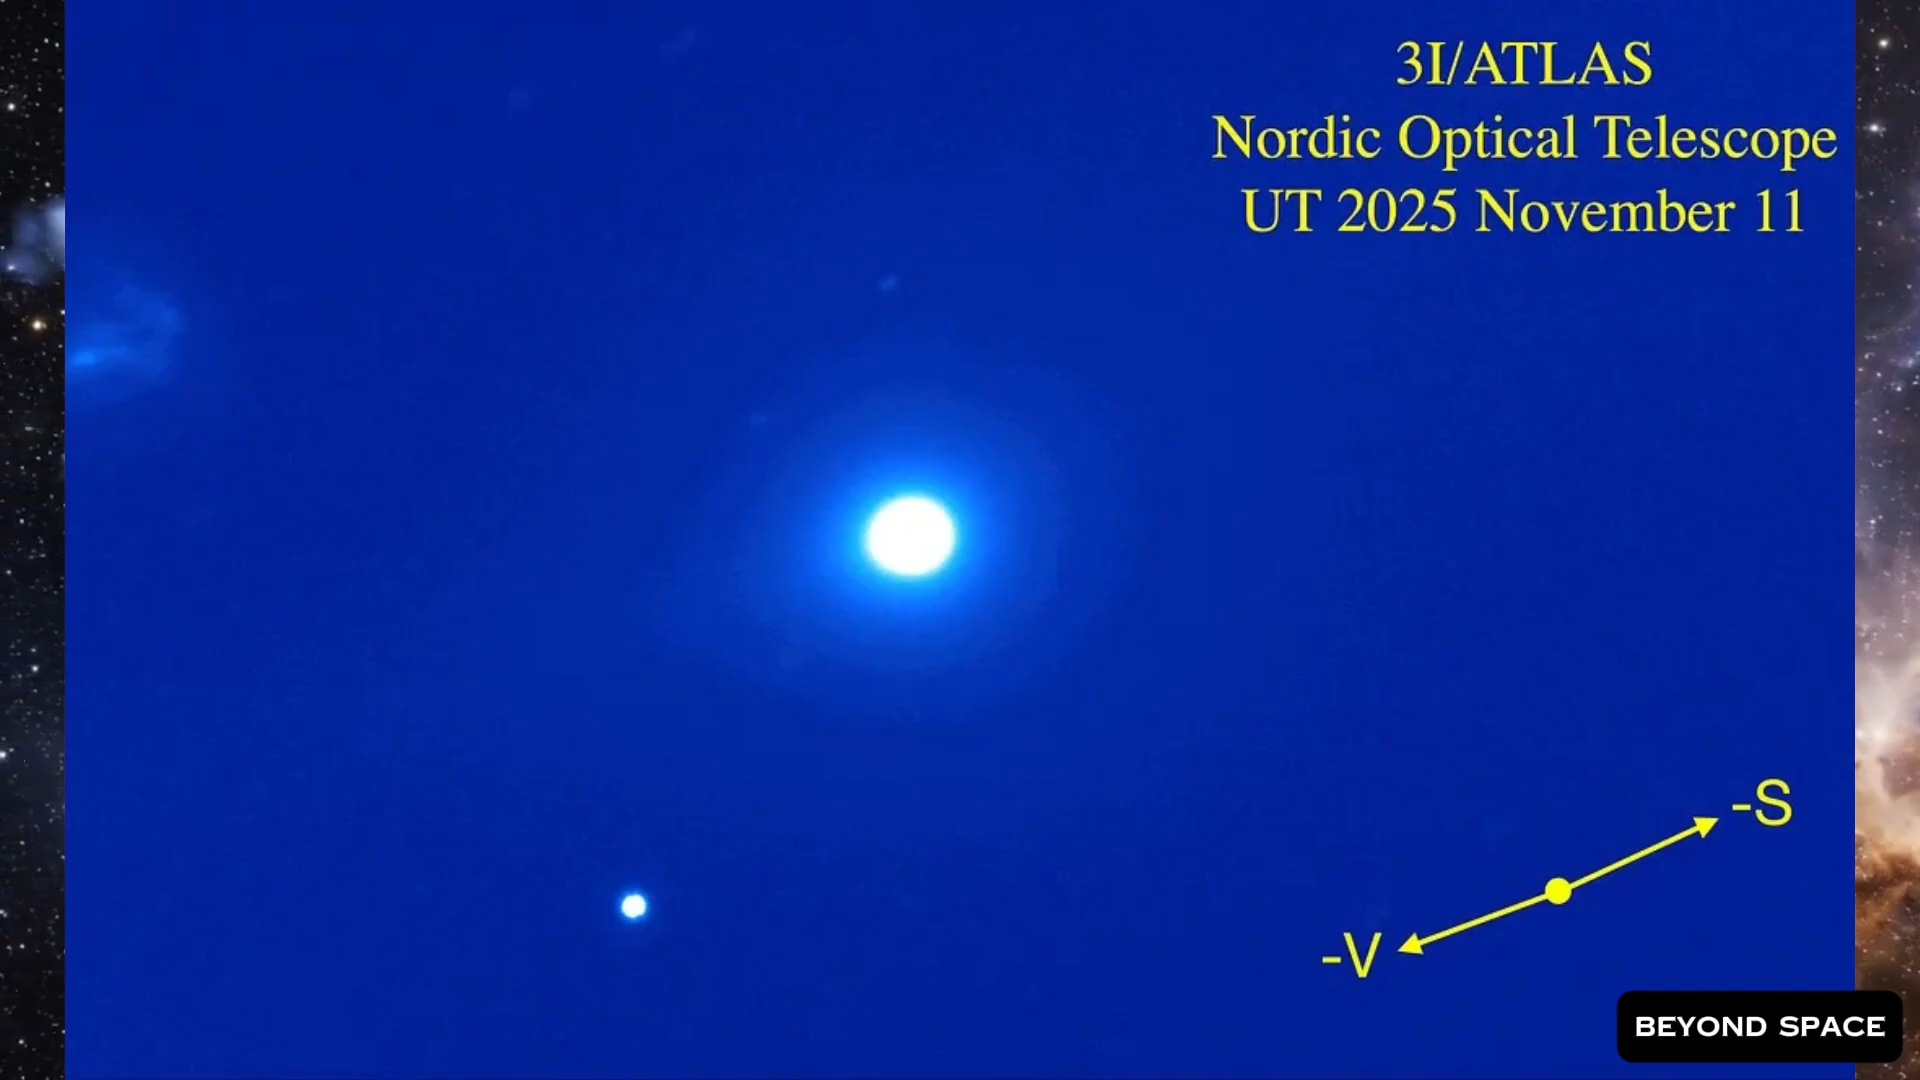 3I/ATLAS
Nordic Optical Telescope
UT 2025 November 11
-S
-V
BEYOND SPACE